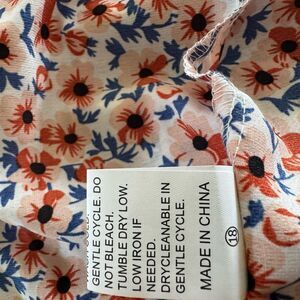 GENTLE CYCLE. DO
NOT BLEACH.
TUMBLE DRY LOW.
LOW IRON IF
NEEDED.
DRYCLEANABLE IN
GENTLE CYCLE.
MADE IN CHINA
18